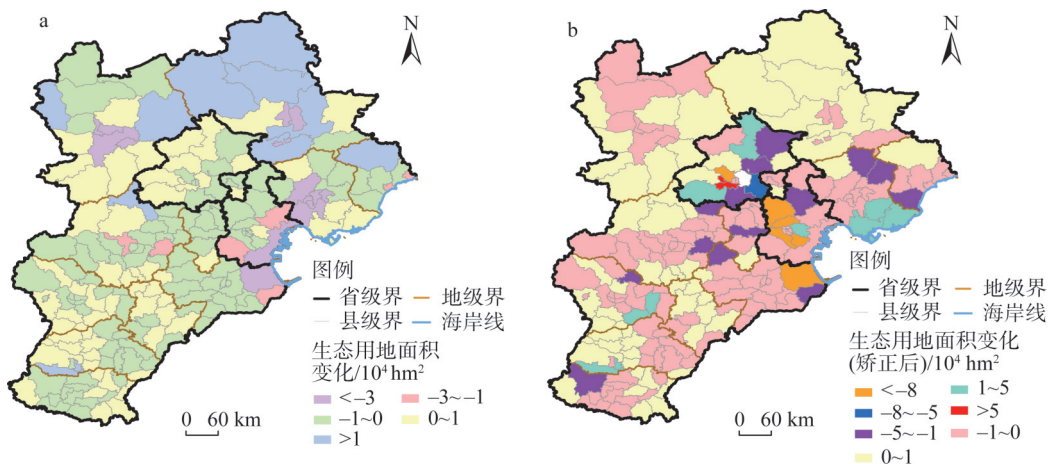 a
N
图例
省级界 地级界
县级界 海岸线
生态用地面积
变化/10⁴ hm²
<–3 –3~–1
–1~0 0~1
>1
0 60 km
b
N
图例
省级界 地级界
县级界 海岸线
生态用地面积变化
(矫正后)/10⁴ hm²
<–8 1~5
–8~–5 >5
–5~–1 –1~0
0~1
0 60 km